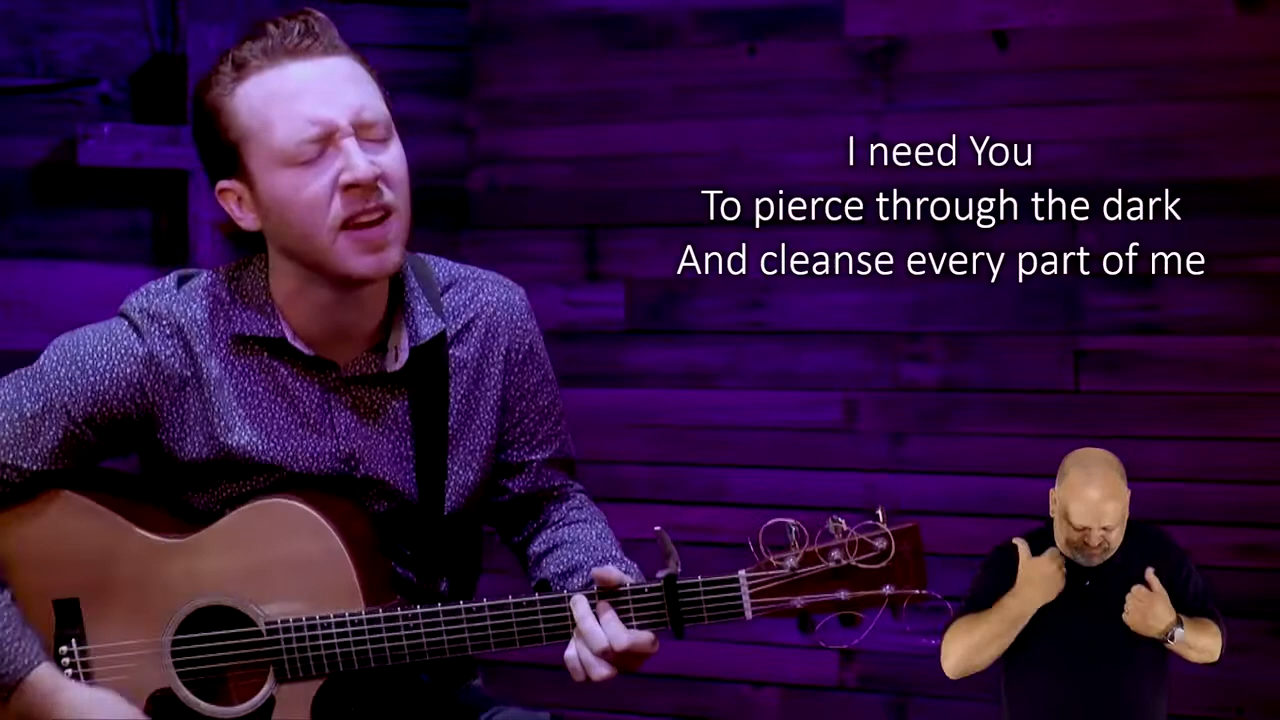 I need You
To pierce through the dark
And cleanse every part of me